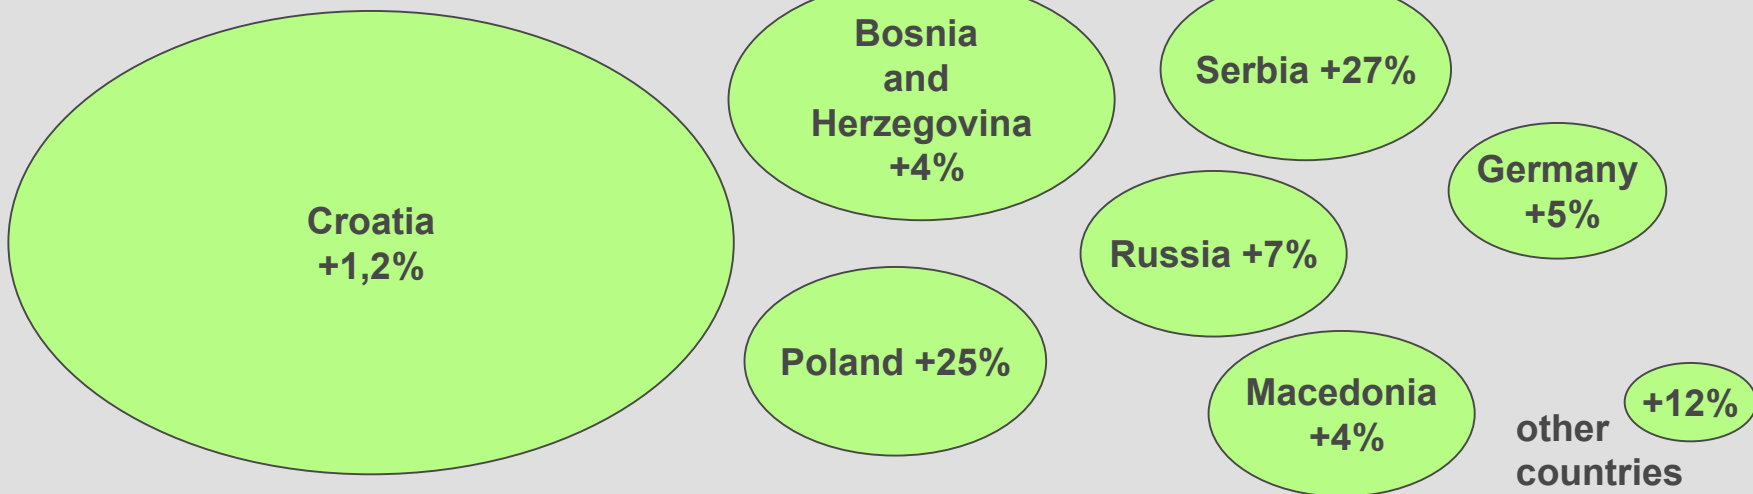 Croatia
+1,2%
Bosnia
and
Herzegovina
+4%
Serbia +27%
Germany
+5%
Russia +7%
Poland +25%
Macedonia
+4%
+12%
other
countries